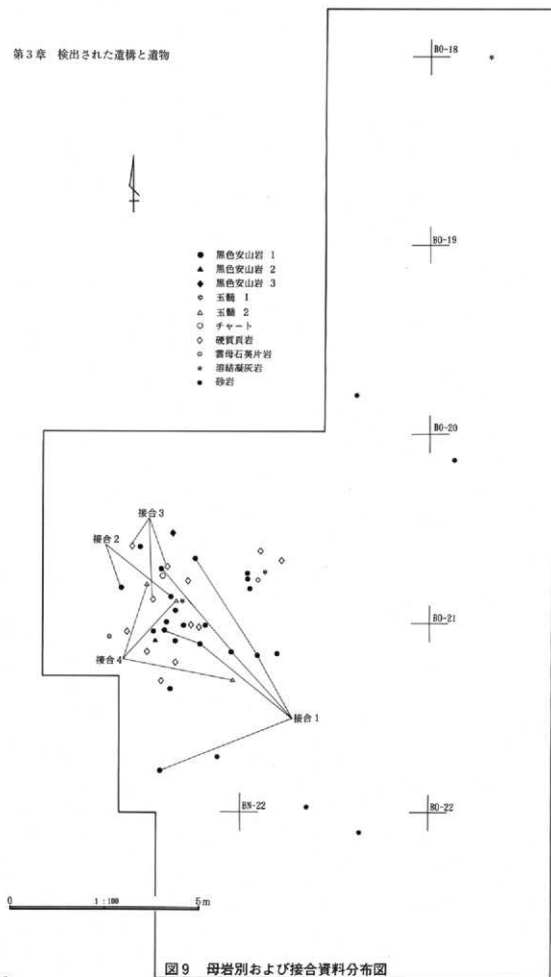 第3章 検出された遺構と遺物
BO-18
BO-19
黒色安山岩 1
黒色安山岩 2
黒色安山岩 3
玉髄 1
玉髄 2
チャート
硬質頁岩
雲母石英片岩
溶結凝灰岩
砂岩
BO-20
接合3
接合2
BO-21
接合4
接合1
BN-22
BO-22
0 1:100 5m
図9 母岩別および接合資料分布図